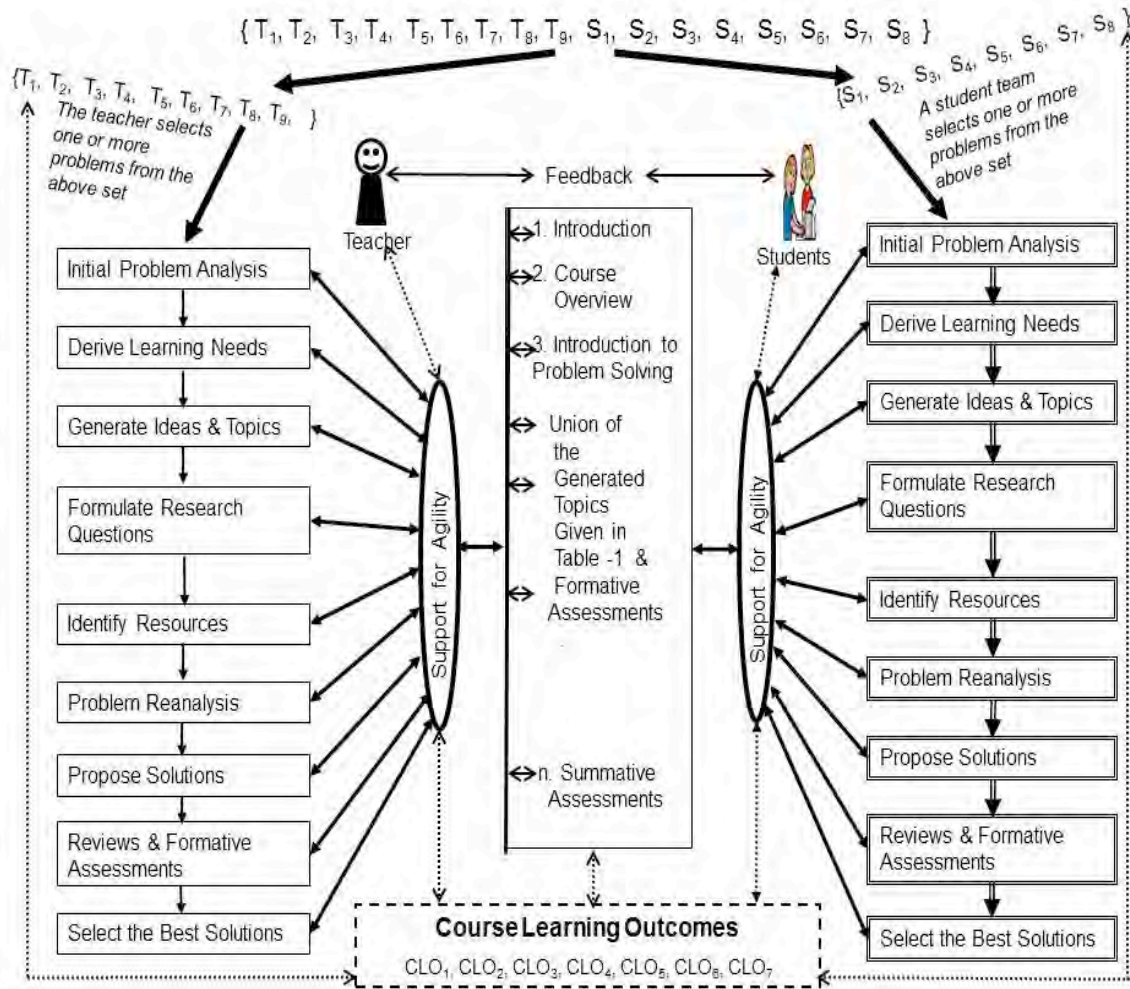 { T1, T2, T3, T4, T5, T6, T7, T8, T9, S1, S2, S3, S4, S5, S6, S7, S8 }
{T1, T2, T3, T4, T5, T6, T7, T8, T9, }
The teacher selects
one or more
problems from the
above set
{S1, S2, S3, S4, S5, S6, S7, S8 }
A student team
selects one or more
problems from the
above set
Teacher
Feedback
Students
Initial Problem Analysis
Derive Learning Needs
Generate Ideas & Topics
Formulate Research
Questions
Identify Resources
Problem Reanalysis
Propose Solutions
Reviews & Formative
Assessments
Select the Best Solutions
Support for Agility
1. Introduction
2. Course
Overview
3. Introduction to
Problem Solving
Union of
the
Generated
Topics
Given in
Table -1 &
Formative
Assessments
n. Summative
Assessments
Support for Agility
Initial Problem Analysis
Derive Learning Needs
Generate Ideas & Topics
Formulate Research
Questions
Identify Resources
Problem Reanalysis
Propose Solutions
Reviews & Formative
Assessments
Select the Best Solutions
Course Learning Outcomes
CLO1, CLO2, CLO3, CLO4, CLO5, CLO6, CLO7